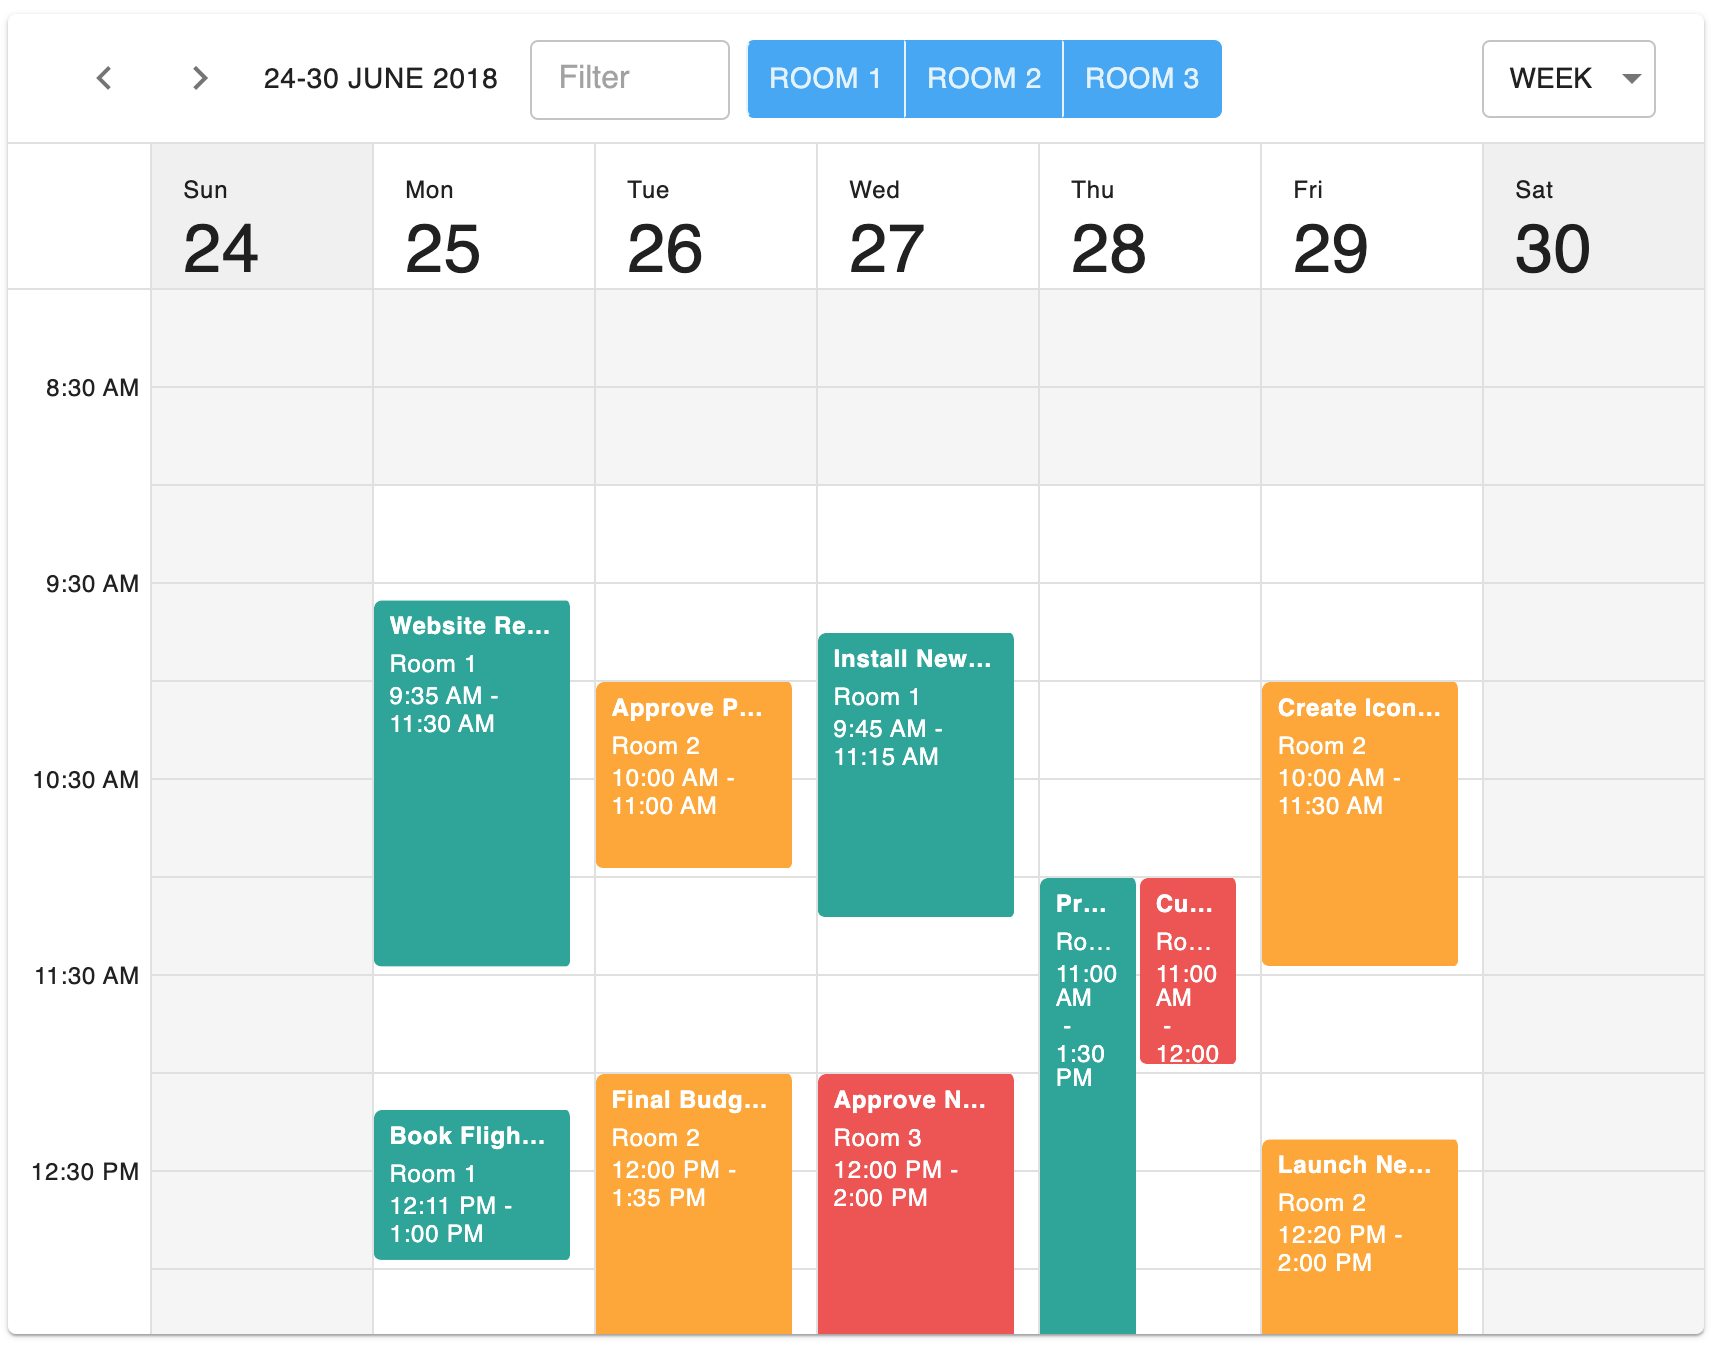 24-30 JUNE 2018
Filter
ROOM 1
ROOM 2
ROOM 3
WEEK
Sun
24
Mon
25
Tue
26
Wed
27
Thu
28
Fri
29
Sat
30
8:30 AM
9:30 AM
10:30 AM
11:30 AM
12:30 PM
Website Re...
Room 1
9:35 AM -
11:30 AM
Book Fligh...
Room 1
12:11 PM -
1:00 PM
Approve P...
Room 2
10:00 AM -
11:00 AM
Final Budg...
Room 2
12:00 PM -
1:35 PM
Install New...
Room 1
9:45 AM -
11:15 AM
Approve N...
Room 3
12:00 PM -
2:00 PM
Pr...
Ro...
11:00
AM
-
1:30
PM
Cu...
Ro...
11:00
AM
-
12:00
Create Icon...
Room 2
10:00 AM -
11:30 AM
Launch Ne...
Room 2
12:20 PM -
2:00 PM